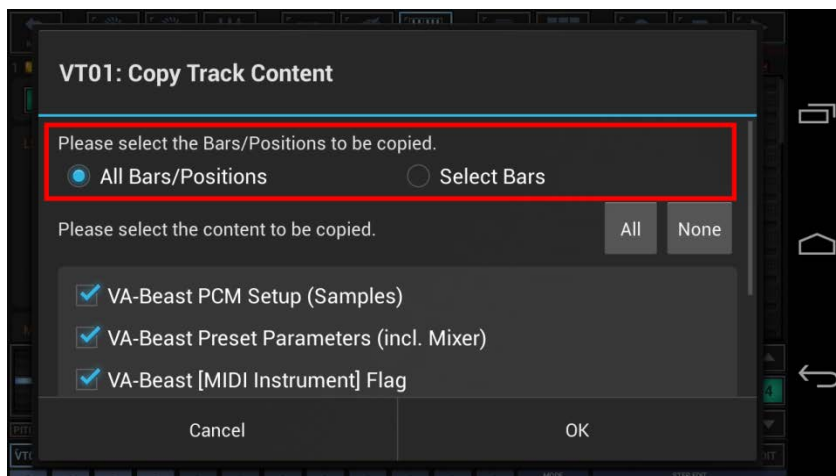 VT01: Copy Track Content
Please select the Bars/Positions to be copied.
All Bars/Positions
Select Bars
Please select the content to be copied.
All
None
VA-Beast PCM Setup (Samples)
VA-Beast Preset Parameters (incl. Mixer)
VA-Beast [MIDI Instrument] Flag
Cancel
OK